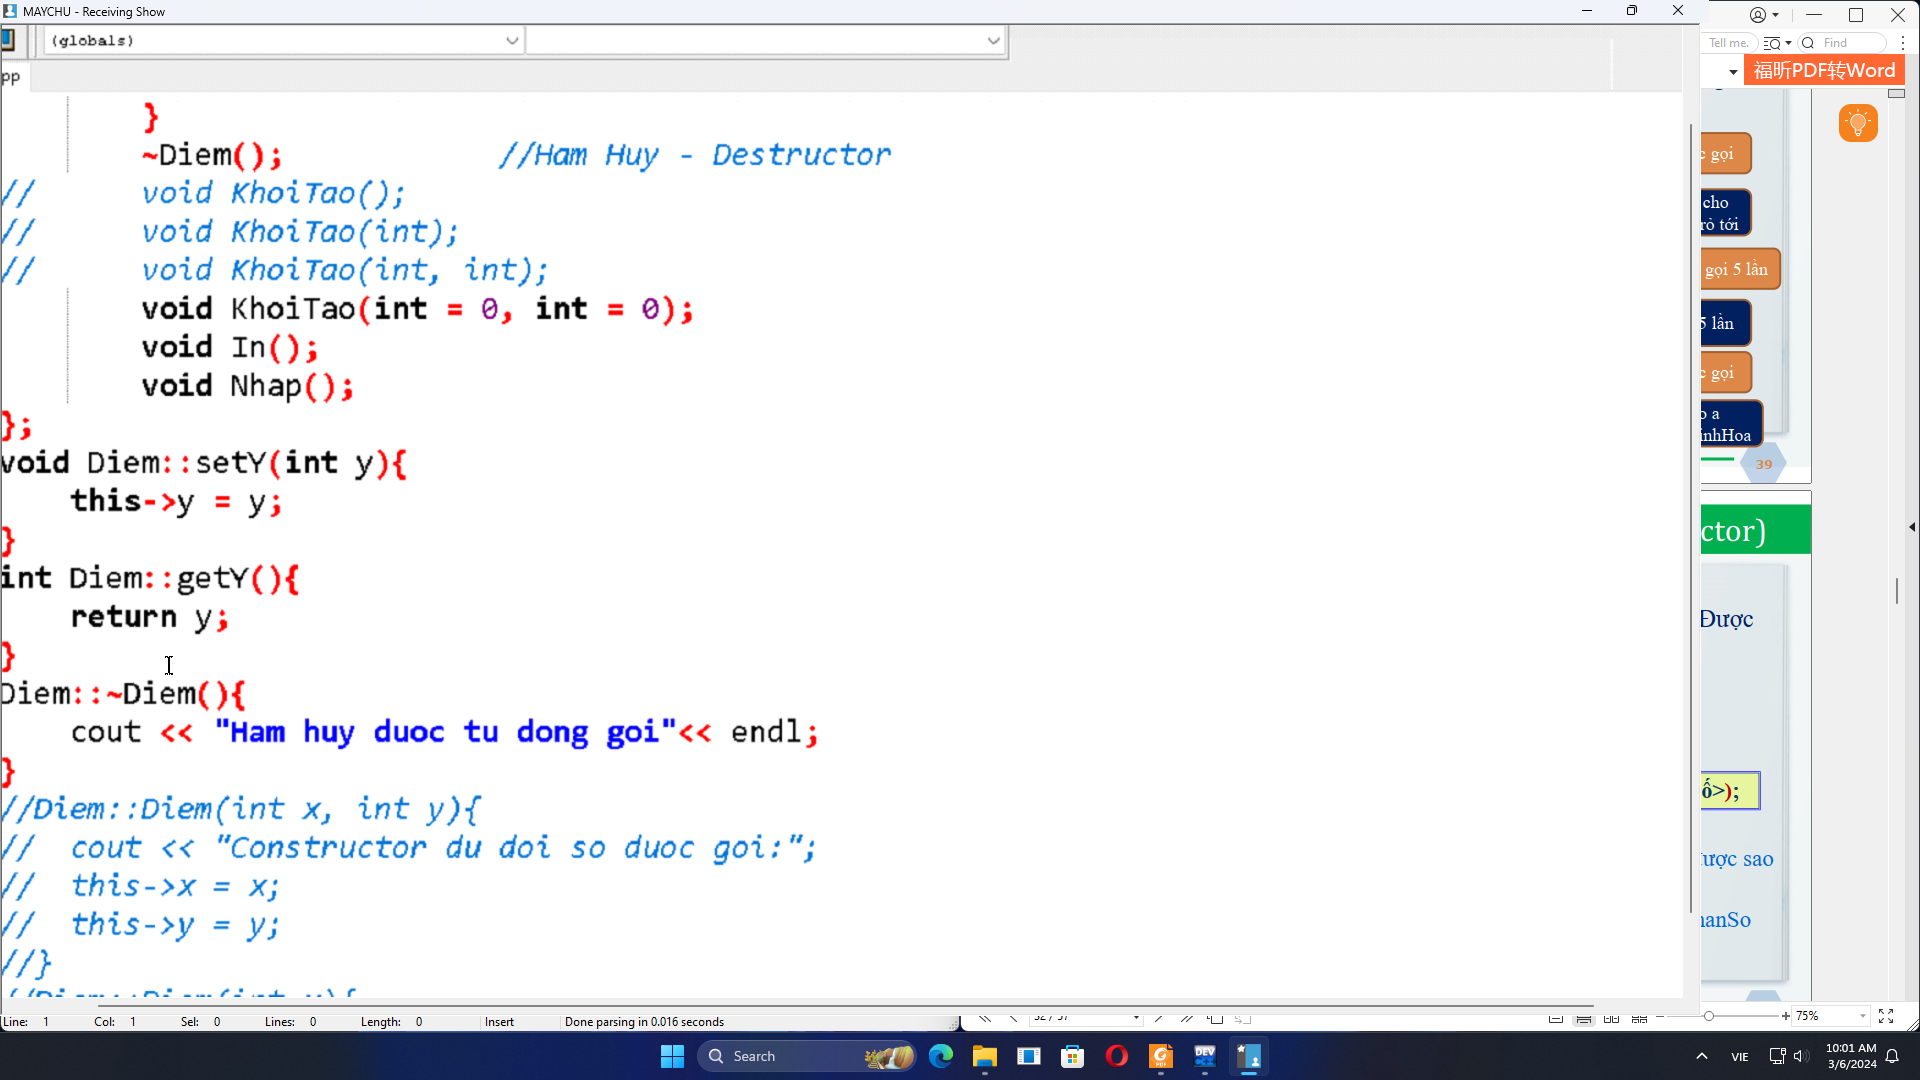 MAYCHU - Receiving Show
(globals)
pp
}
~Diem();          //Ham Huy - Destructor
//      void KhoiTao();
//      void KhoiTao(int);
//      void KhoiTao(int, int);
void KhoiTao(int = 0, int = 0);
void In();
void Nhap();
};
void Diem::setY(int y){
this->y = y;
}
int Diem::getY(){
return y;
}
Diem::~Diem(){
cout << "Ham huy duoc tu dong goi"<< endl;
}
//Diem::Diem(int x, int y){
//  cout << "Constructor du doi so duoc goi:";
//  this->x = x;
//  this->y = y;
//}
Line: 1 Col: 1 Sel: 0 Lines: 0 Length: 0 Insert Done parsing in 0.016 seconds
Tell me. Find
福昕PDF转Word
gọi
cho
rỏ tới
gọi 5 lần
5 lần
gọi
a
inhHoa
39
ctor)
Được
ố>);
ược sao
hanSo
75%
Search
DEV
VIE
10:01 AM
3/6/2024